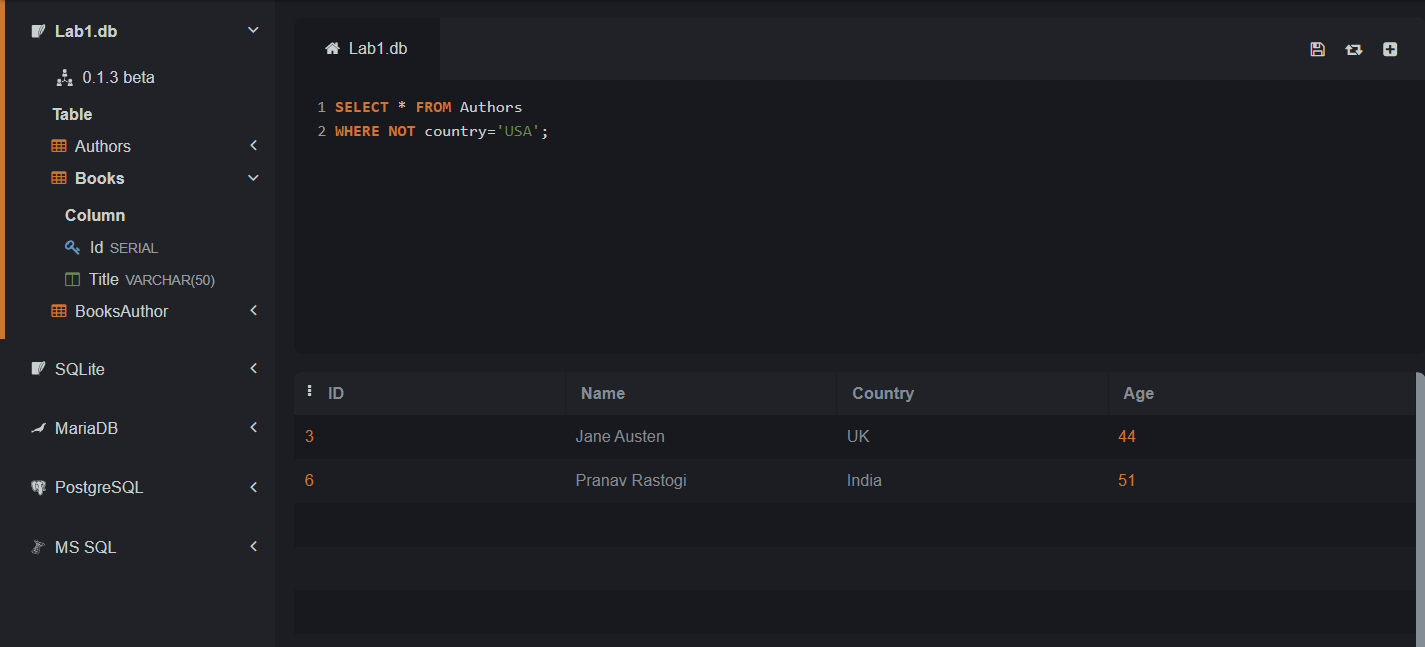 Lab1.db
0.1.3 beta
Table
Authors
Books
Column
Id SERIAL
Title VARCHAR(50)
BooksAuthor
SQLite
MariaDB
PostgreSQL
MS SQL
Lab1.db
1 SELECT * FROM Authors
2 WHERE NOT country='USA';
ID Name Country Age
3 Jane Austen UK 44
6 Pranav Rastogi India 51